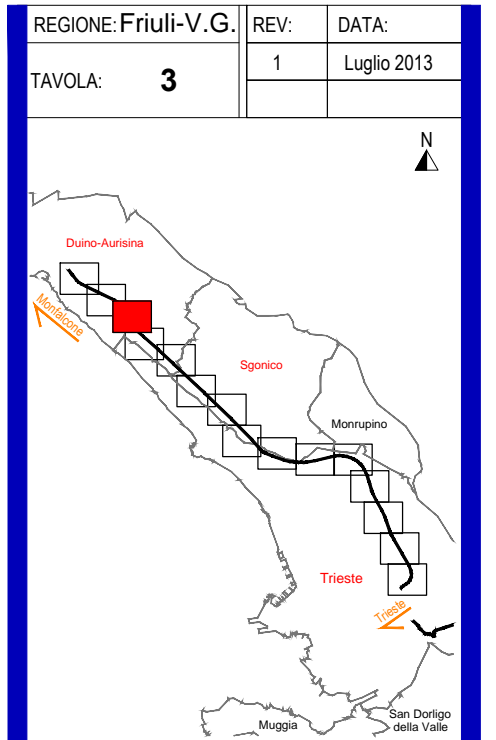 REGIONE: Friuli-V.G.
REV:
DATA:
TAVOLA: 3
1
Luglio 2013
N
Duino-Aurisina
Monfalcone
Sgonico
Monrupino
Trieste
Trieste
San Dorligo
della Valle
Muggia